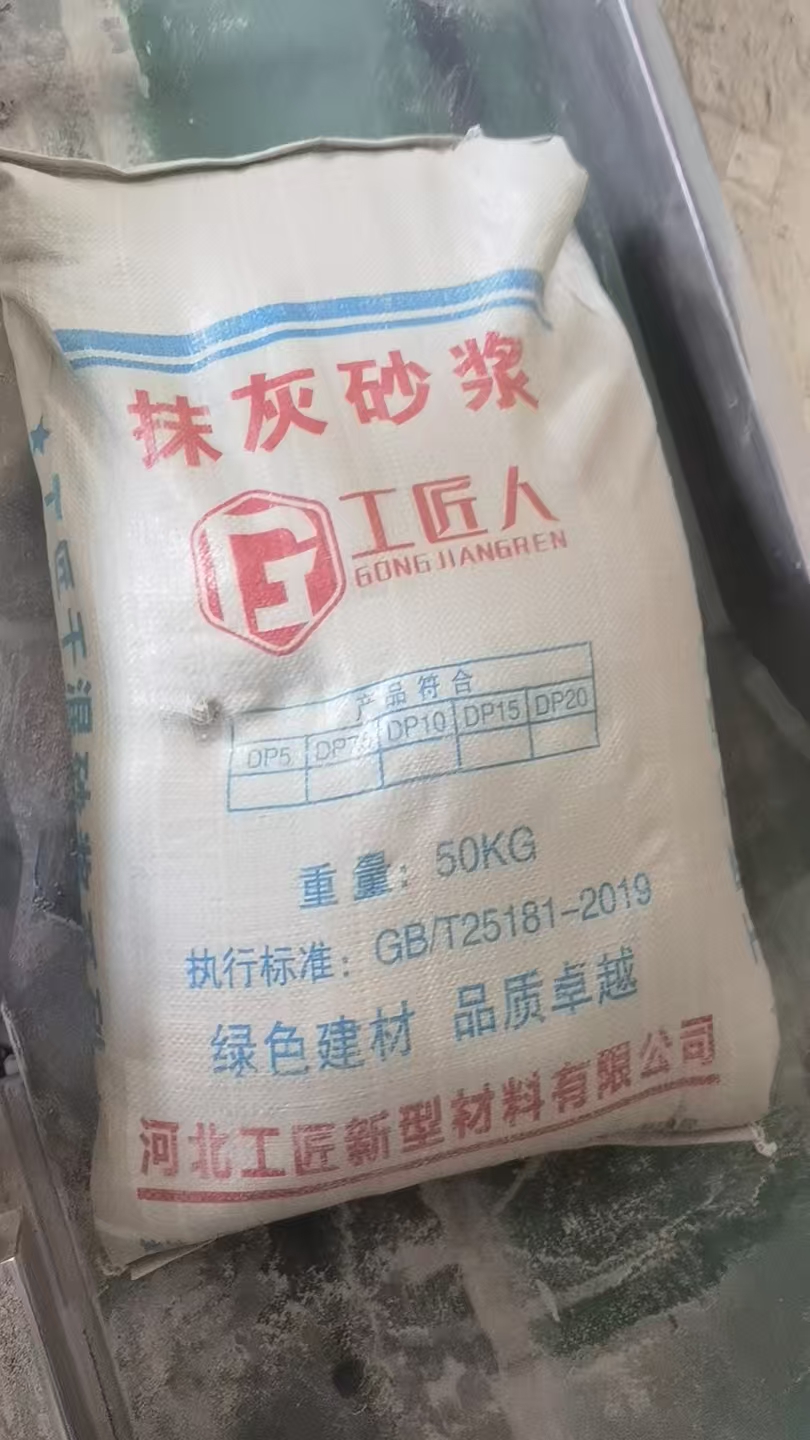 抹灰砂浆
工匠人
GONGJIANGREN
产品符合
DP5 DP7.5 DP10 DP15 DP20
重量：50KG
执行标准：GB/T25181-2019
绿色建材 品质卓越
河北工匠新型材料有限公司